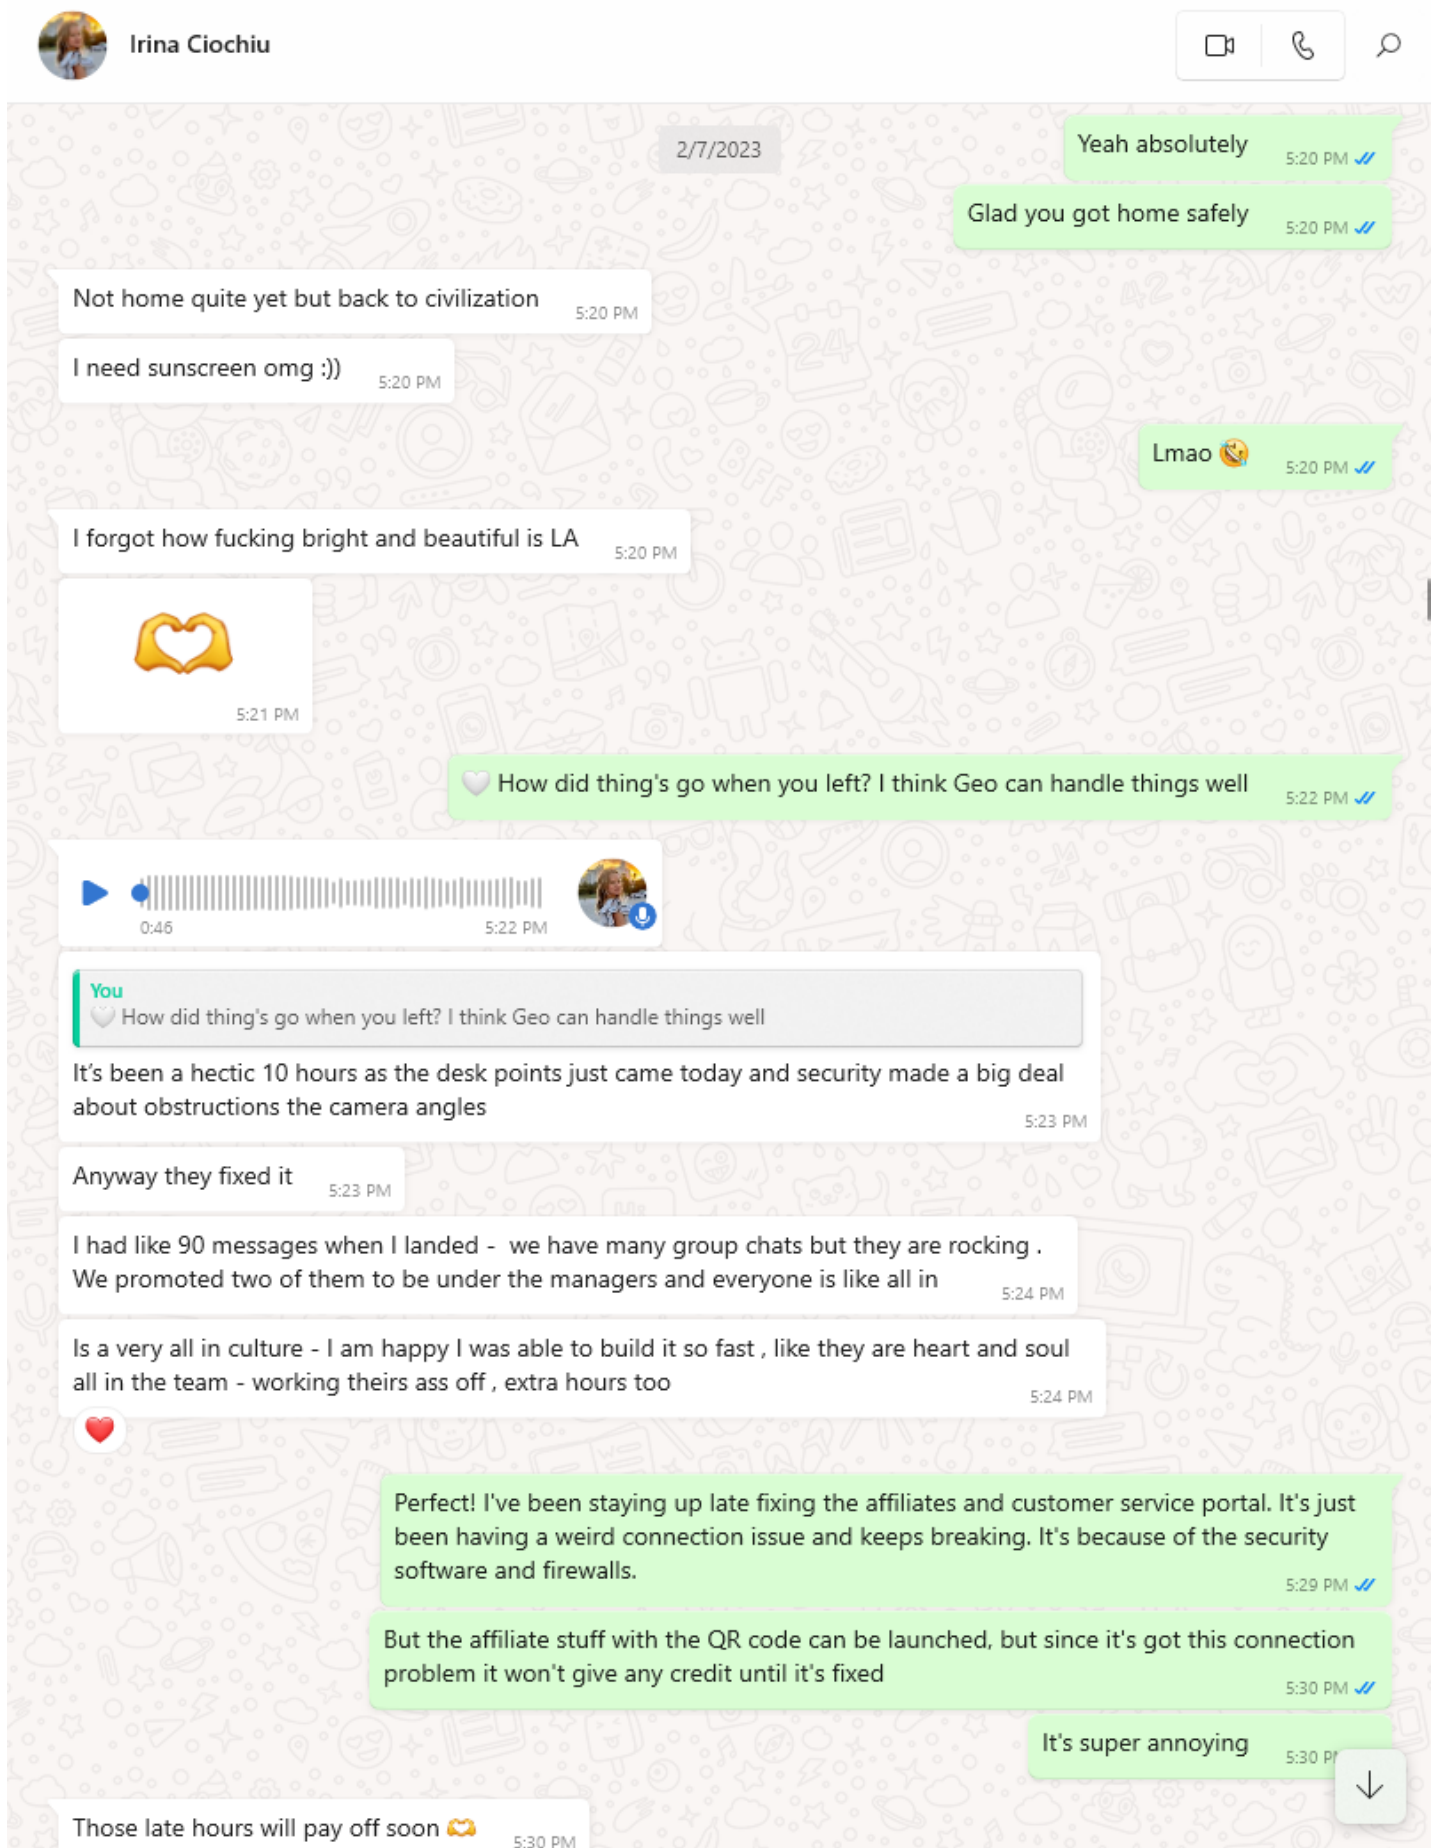 Irina Ciochiu
2/7/2023
Yeah absolutely
5:20 PM
Glad you got home safely
5:20 PM
Not home quite yet but back to civilization
5:20 PM
I need sunscreen omg :))
5:20 PM
Lmao 🤣
5:20 PM
I forgot how fucking bright and beautiful is LA
5:20 PM
🫶
5:21 PM
🤍 How did thing's go when you left? I think Geo can handle things well
5:22 PM
0:46
5:22 PM
You
🤍 How did thing's go when you left? I think Geo can handle things well
It’s been a hectic 10 hours as the desk points just came today and security made a big deal
about obstructions the camera angles
5:23 PM
Anyway they fixed it
5:23 PM
I had like 90 messages when I landed -  we have many group chats but they are rocking .
We promoted two of them to be under the managers and everyone is like all in
5:24 PM
Is a very all in culture - I am happy I was able to build it so fast , like they are heart and soul
all in the team - working theirs ass off , extra hours too
5:24 PM
❤️
Perfect! I've been staying up late fixing the affiliates and customer service portal. It's just
been having a weird connection issue and keeps breaking. It's because of the security
software and firewalls.
5:29 PM
But the affiliate stuff with the QR code can be launched, but since it's got this connection
problem it won't give any credit until it's fixed
5:30 PM
It's super annoying
5:30 P
Those late hours will pay off soon 🫶
5:30 PM